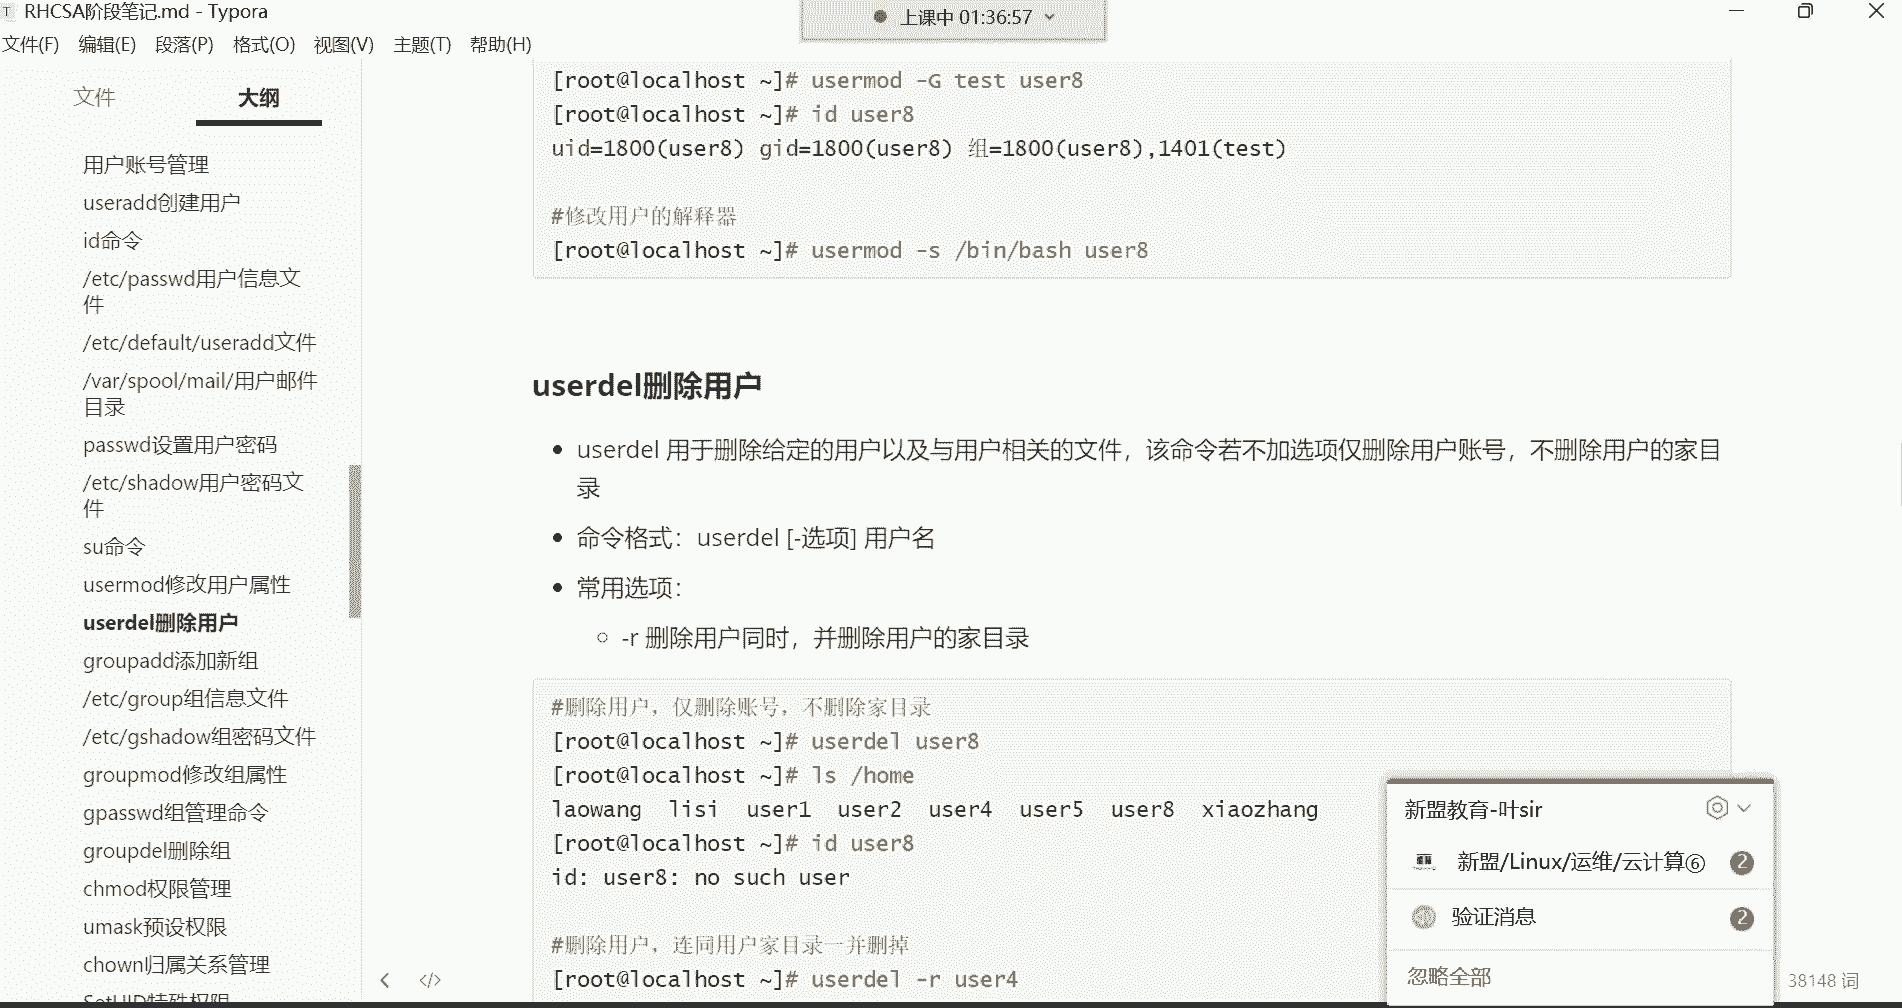 RHCSA阶段笔记.md - Typora
上课中 01:36:57
文件(F) 编辑(E) 段落(P) 格式(O) 视图(V) 主题(T) 帮助(H)
文件 大纲
用户账号管理
useradd创建用户
id命令
/etc/passwd用户信息文
件
/etc/default/useradd文件
/var/spool/mail/用户邮件
目录
passwd设置用户密码
/etc/shadow用户密码文
件
su命令
usermod修改用户属性
userdel删除用户
groupadd添加新组
/etc/group组信息文件
/etc/gshadow组密码文件
groupmod修改组属性
gpasswd组管理命令
groupdel删除组
chmod权限管理
umask预设权限
chown归属关系管理
SetUID特殊权限
[root@localhost ~]# usermod -G test user8
[root@localhost ~]# id user8
uid=1800(user8) gid=1800(user8) 组=1800(user8),1401(test)
#修改用户的解释器
[root@localhost ~]# usermod -s /bin/bash user8
userdel删除用户
• userdel 用于删除给定的用户以及与用户相关的文件，该命令若不加选项仅删除用户账号，不删除用户的家目
录
• 命令格式：userdel [-选项] 用户名
• 常用选项：
◦ -r 删除用户同时，并删除用户的家目录
#删除用户，仅删除账号，不删除家目录
[root@localhost ~]# userdel user8
[root@localhost ~]# ls /home
laowang lisi user1 user2 user4 user5 user8 xiaozhang
[root@localhost ~]# id user8
id: user8: no such user
#删除用户，连同用户家目录一并删掉
[root@localhost ~]# userdel -r user4
新盟教育-叶sir
新盟/Linux/运维/云计算⑥ 2
验证消息 2
忽略全部
38148 词